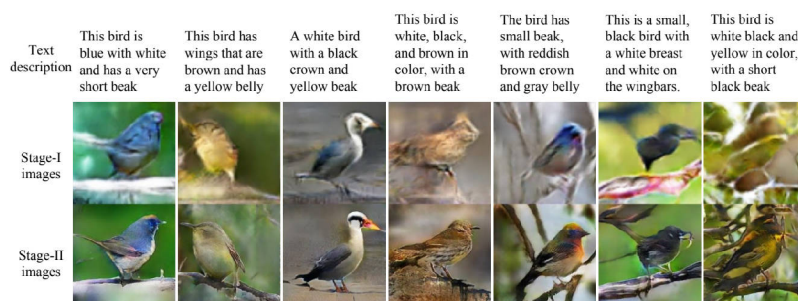 Text
description
This bird is
blue with white
and has a very
short beak
This bird has
wings that are
brown and has
a yellow belly
A white bird
with a black
crown and
yellow beak
This bird is
white, black,
and brown in
color, with a
brown beak
The bird has
small beak,
with reddish
brown crown
and gray belly
This is a small,
black bird with
a white breast
and white on
the wingbars.
This bird is
white black and
yellow in color,
with a short
black beak
Stage-I
images
Stage-II
images